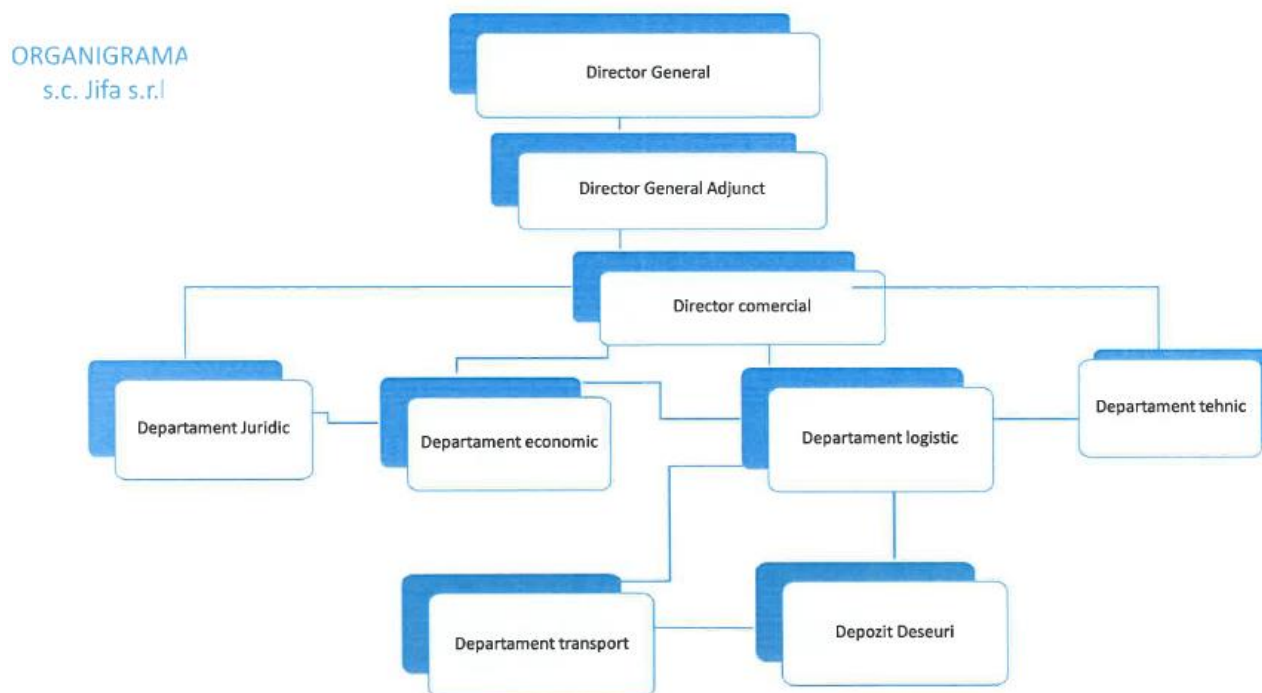 ORGANIGRAMA
s.c. Jifa s.r.l
Director General
Director General Adjunct
Director comercial
Departament Juridic
Departament economic
Departament logistic
Departament tehnic
Departament transport
Depozit Deseuri